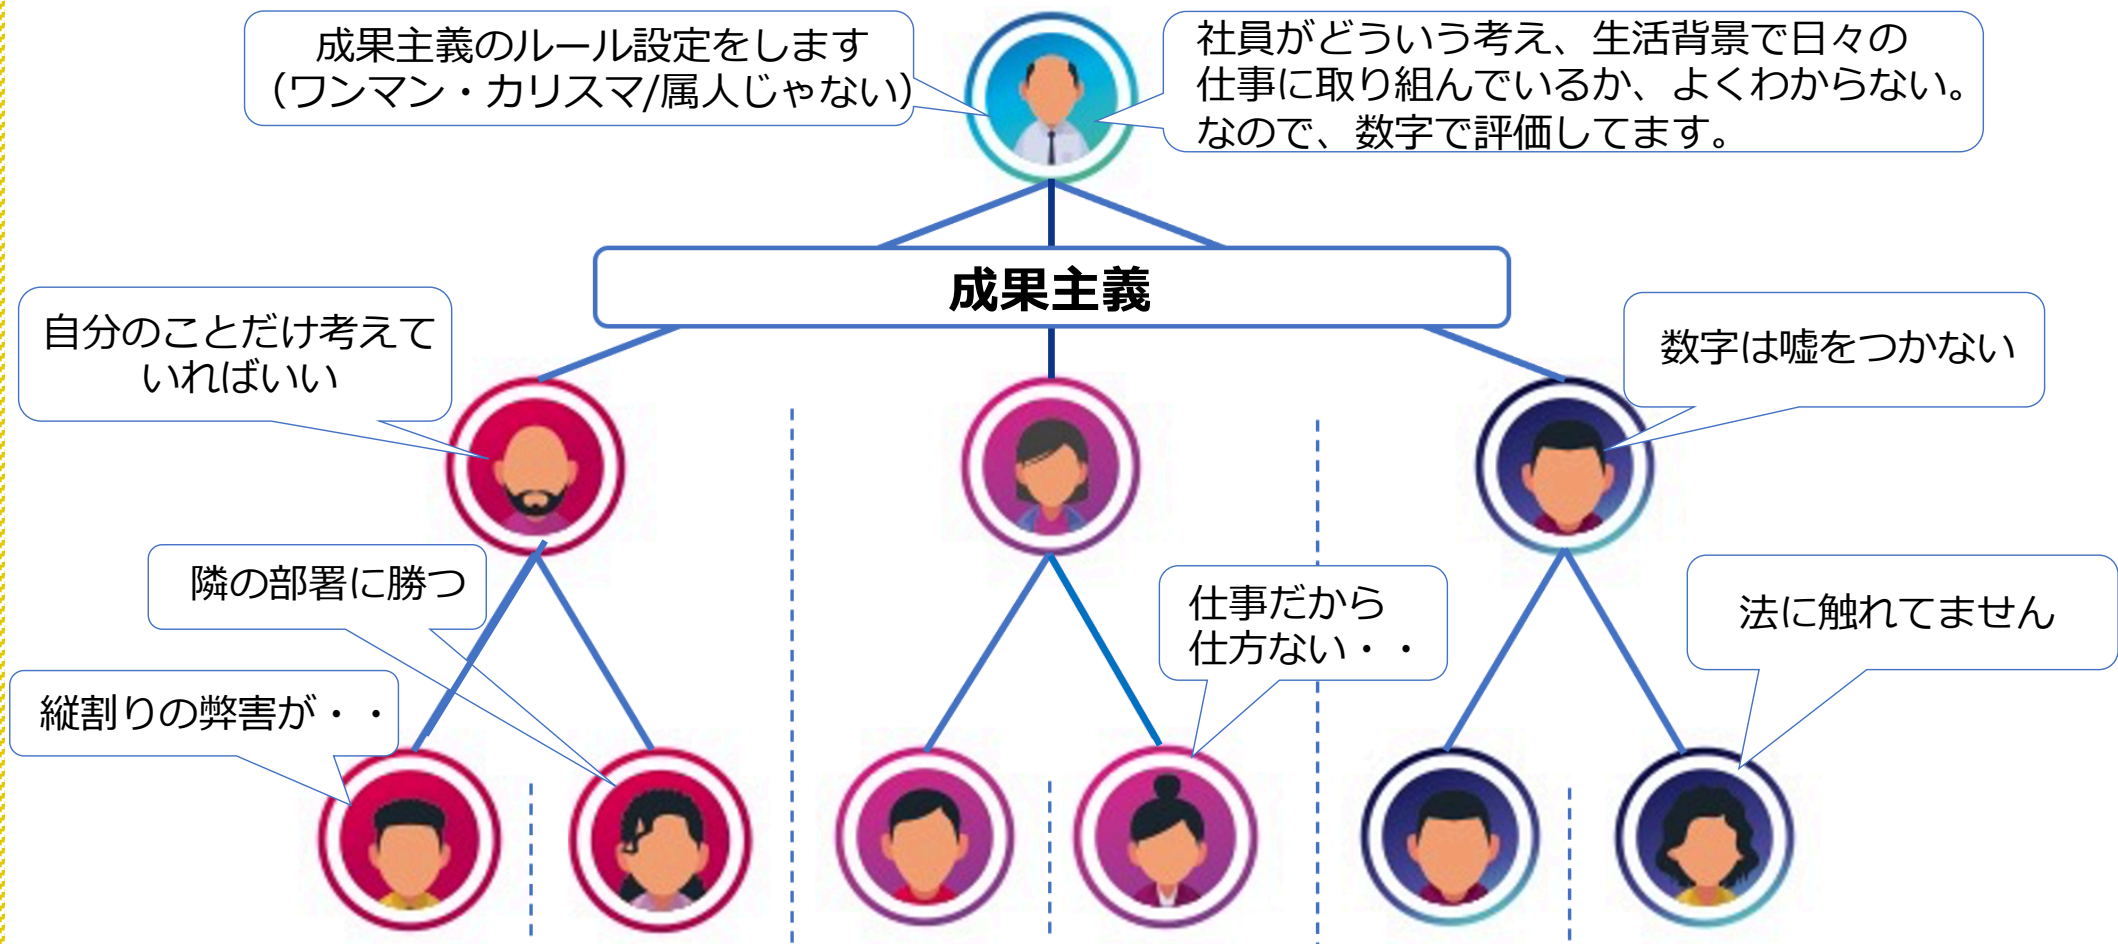 成果主義のルール設定をします
（ワンマン・カリスマ/属人じゃない）
社員がどういう考え、生活背景で日々の
仕事に取り組んでいるか、よくわからない。
なので、数字で評価してます。
成果主義
自分のことだけ考えて
いればいい
数字は嘘をつかない
隣の部署に勝つ
仕事だから
仕方ない・・
法に触れてません
縦割りの弊害が・・